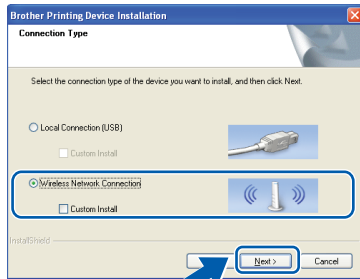 Brother Printing Device Installation
Connection Type
Select the connection type of the device you want to install, and then click Next.
Local Connection (USB)
Custom Install
Wireless Network Connection
Custom Install
InstallShield
Next >
Cancel